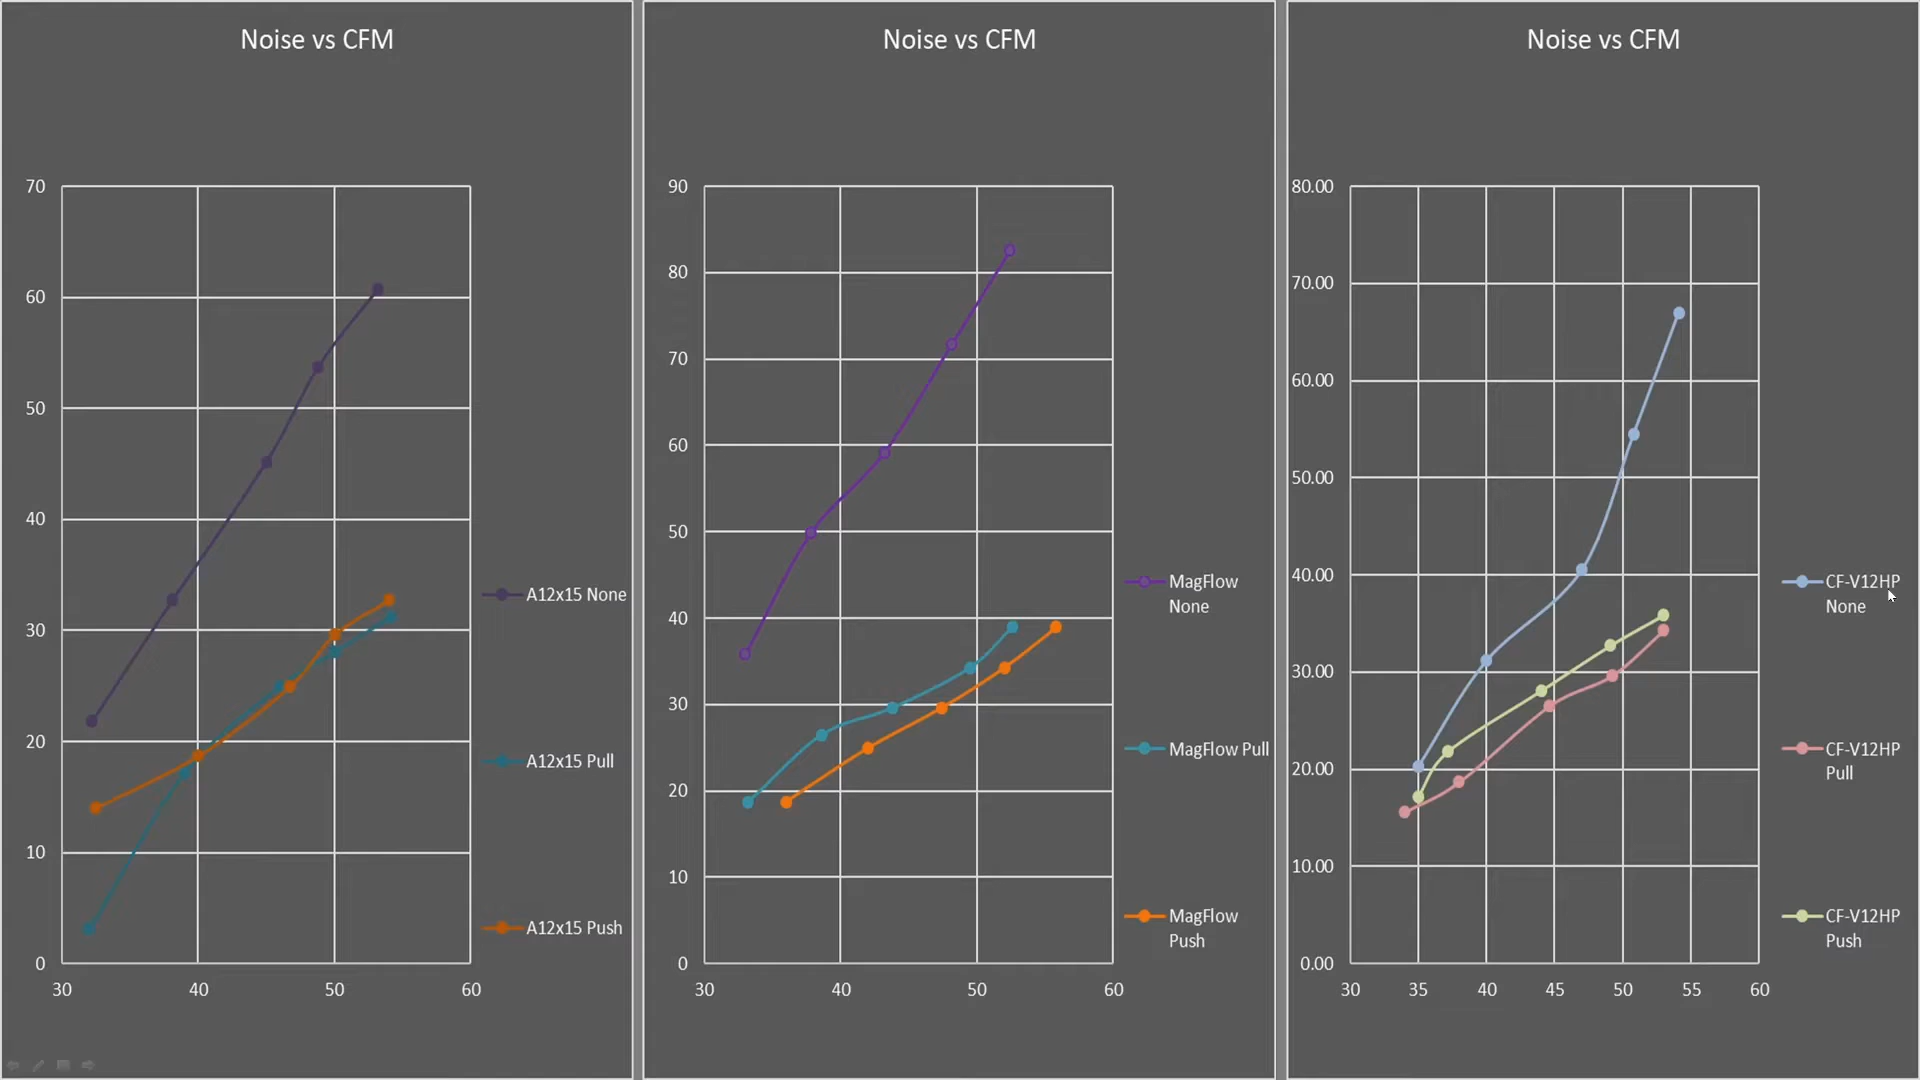 Noise vs CFM
70
60
50
40
30
20
10
0
30 40 50 60
A12x15 None
A12x15 Pull
A12x15 Push
Noise vs CFM
90
80
70
60
50
40
30
20
10
0
30 40 50 60
MagFlow
None
MagFlow Pull
MagFlow
Push
Noise vs CFM
80.00
70.00
60.00
50.00
40.00
30.00
20.00
10.00
0.00
30 35 40 45 50 55 60
CF-V12HP
None
CF-V12HP
Pull
CF-V12HP
Push